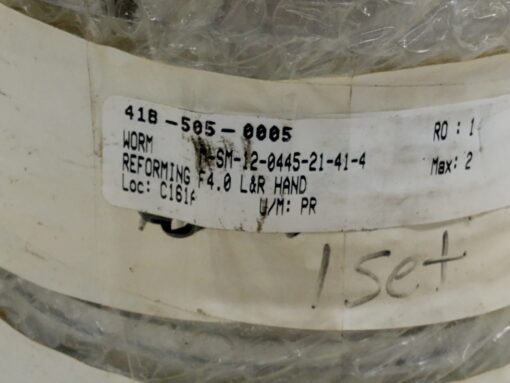 41B-505-0005 RO: 1
WORM -SM-12-0445-21-41-4 Max: 2
REFORMING F4.0 L&R HAND
Loc: C161A U/M: PR
1 Set